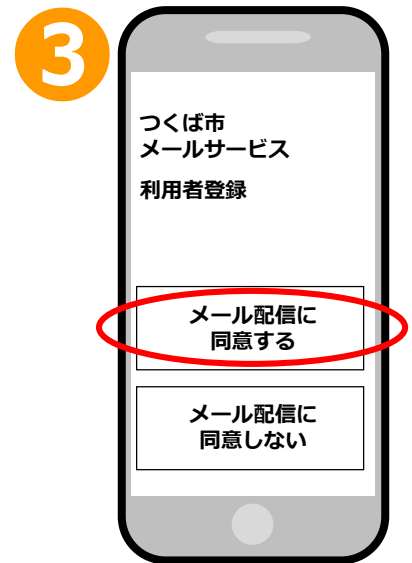 3
つくば市
メールサービス
利用者登録
メール配信に
同意する
メール配信に
同意しない